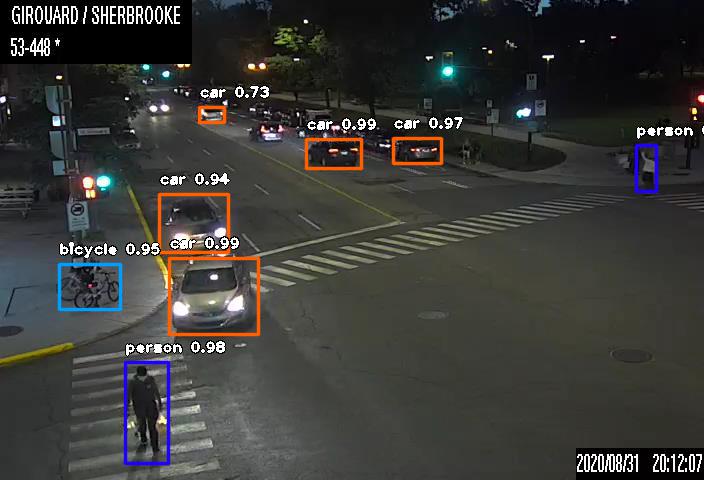 GIROUARD / SHERBROOKE
53-448 *
car 0.73
car 0.99
car 0.97
person 0
car 0.94
car 0.99
bicycle 0.95
person 0.98
2020/08/31 20:12:07